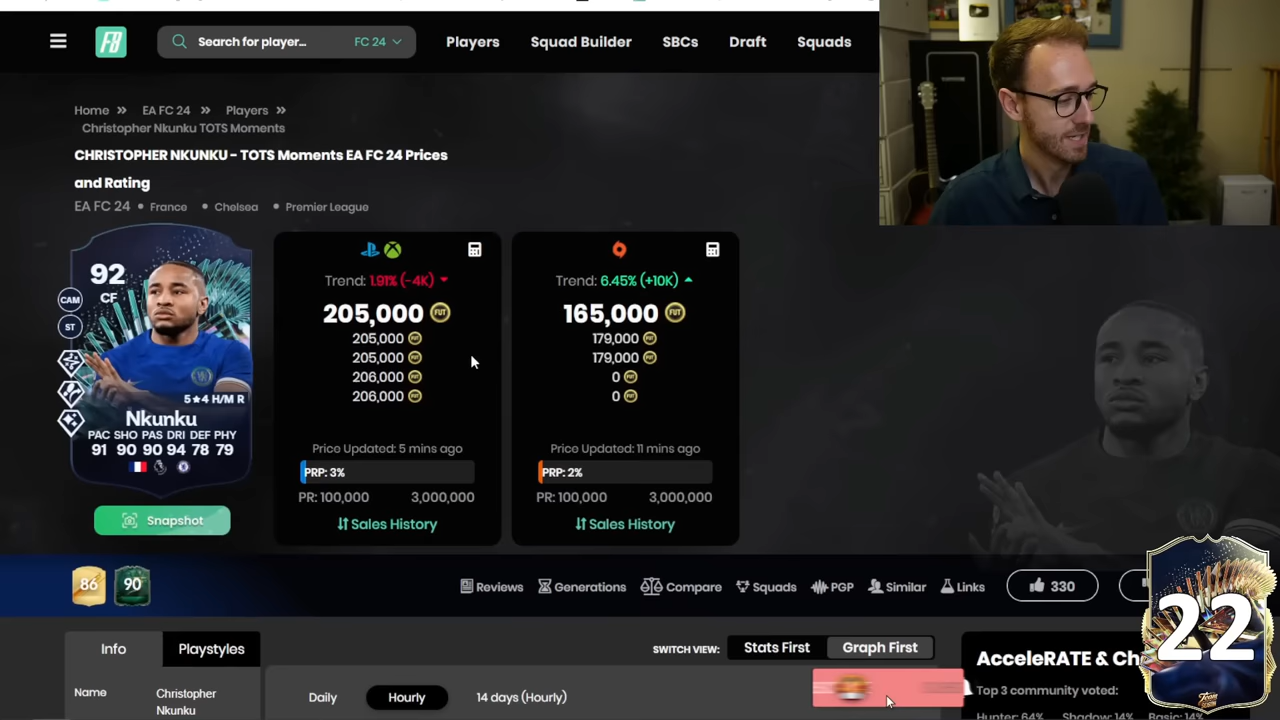 FB
Search for player...
FC 24
Players
Squad Builder
SBCs
Draft
Squads
Home
EA FC 24
Players
Christopher Nkunku TOTS Moments
CHRISTOPHER NKUNKU - TOTS Moments EA FC 24 Prices
and Rating
EA FC 24
France
Chelsea
Premier League
92
CF
CAM
ST
5★4 H/M R
Nkunku
PAC SHO PAS DRI DEF PHY
91 90 90 94 78 79
Snapshot
Trend: 1.91% (-4K)
205,000
205,000
205,000
206,000
206,000
Price Updated: 5 mins ago
PRP: 3%
PR: 100,000 3,000,000
Sales History
Trend: 6.45% (+10K)
165,000
179,000
179,000
0
0
Price Updated: 11 mins ago
PRP: 2%
PR: 100,000 3,000,000
Sales History
86
90
Reviews
Generations
Compare
Squads
PGP
Similar
Links
330
Info
Playstyles
SWITCH VIEW:
Stats First
Graph First
Name
Christopher
Nkunku
Daily
Hourly
14 days (Hourly)
AcceleRATE & Ch
Top 3 community voted:
Hunter: 64% Shadow: 14% Basic: 14%
22